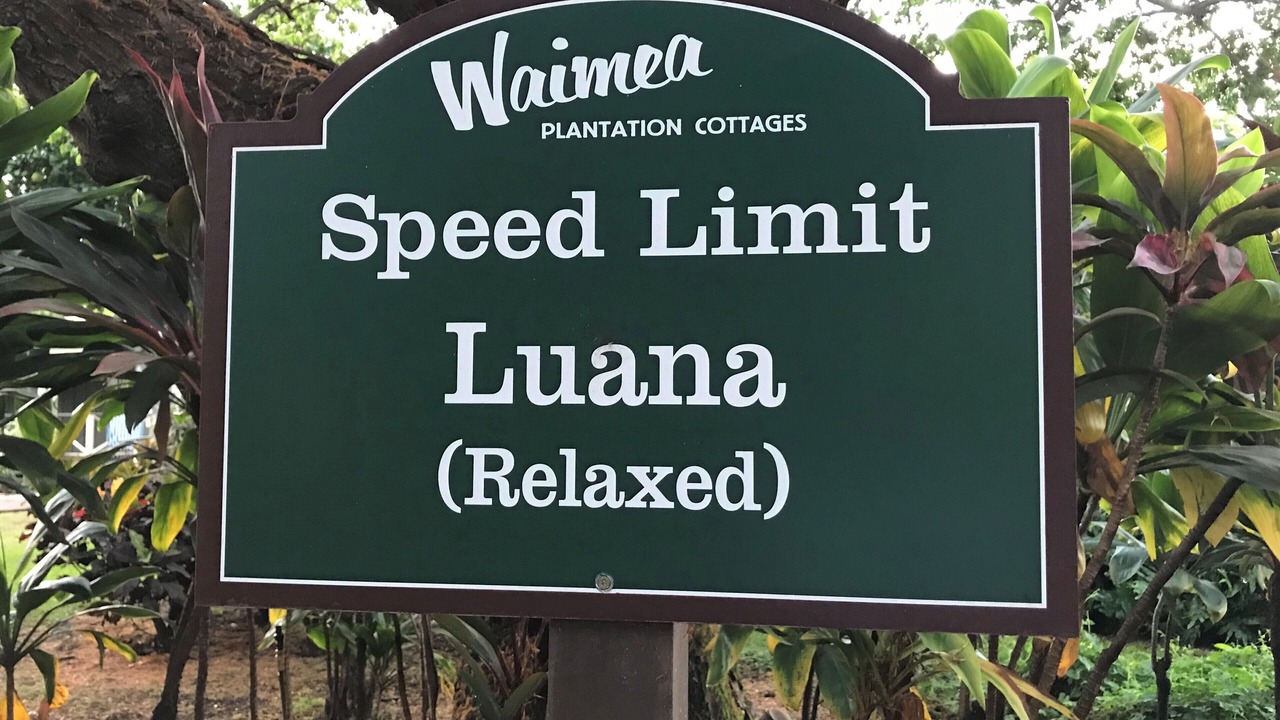 Waimea
PLANTATION COTTAGES
Speed Limit
Luana
(Relaxed)